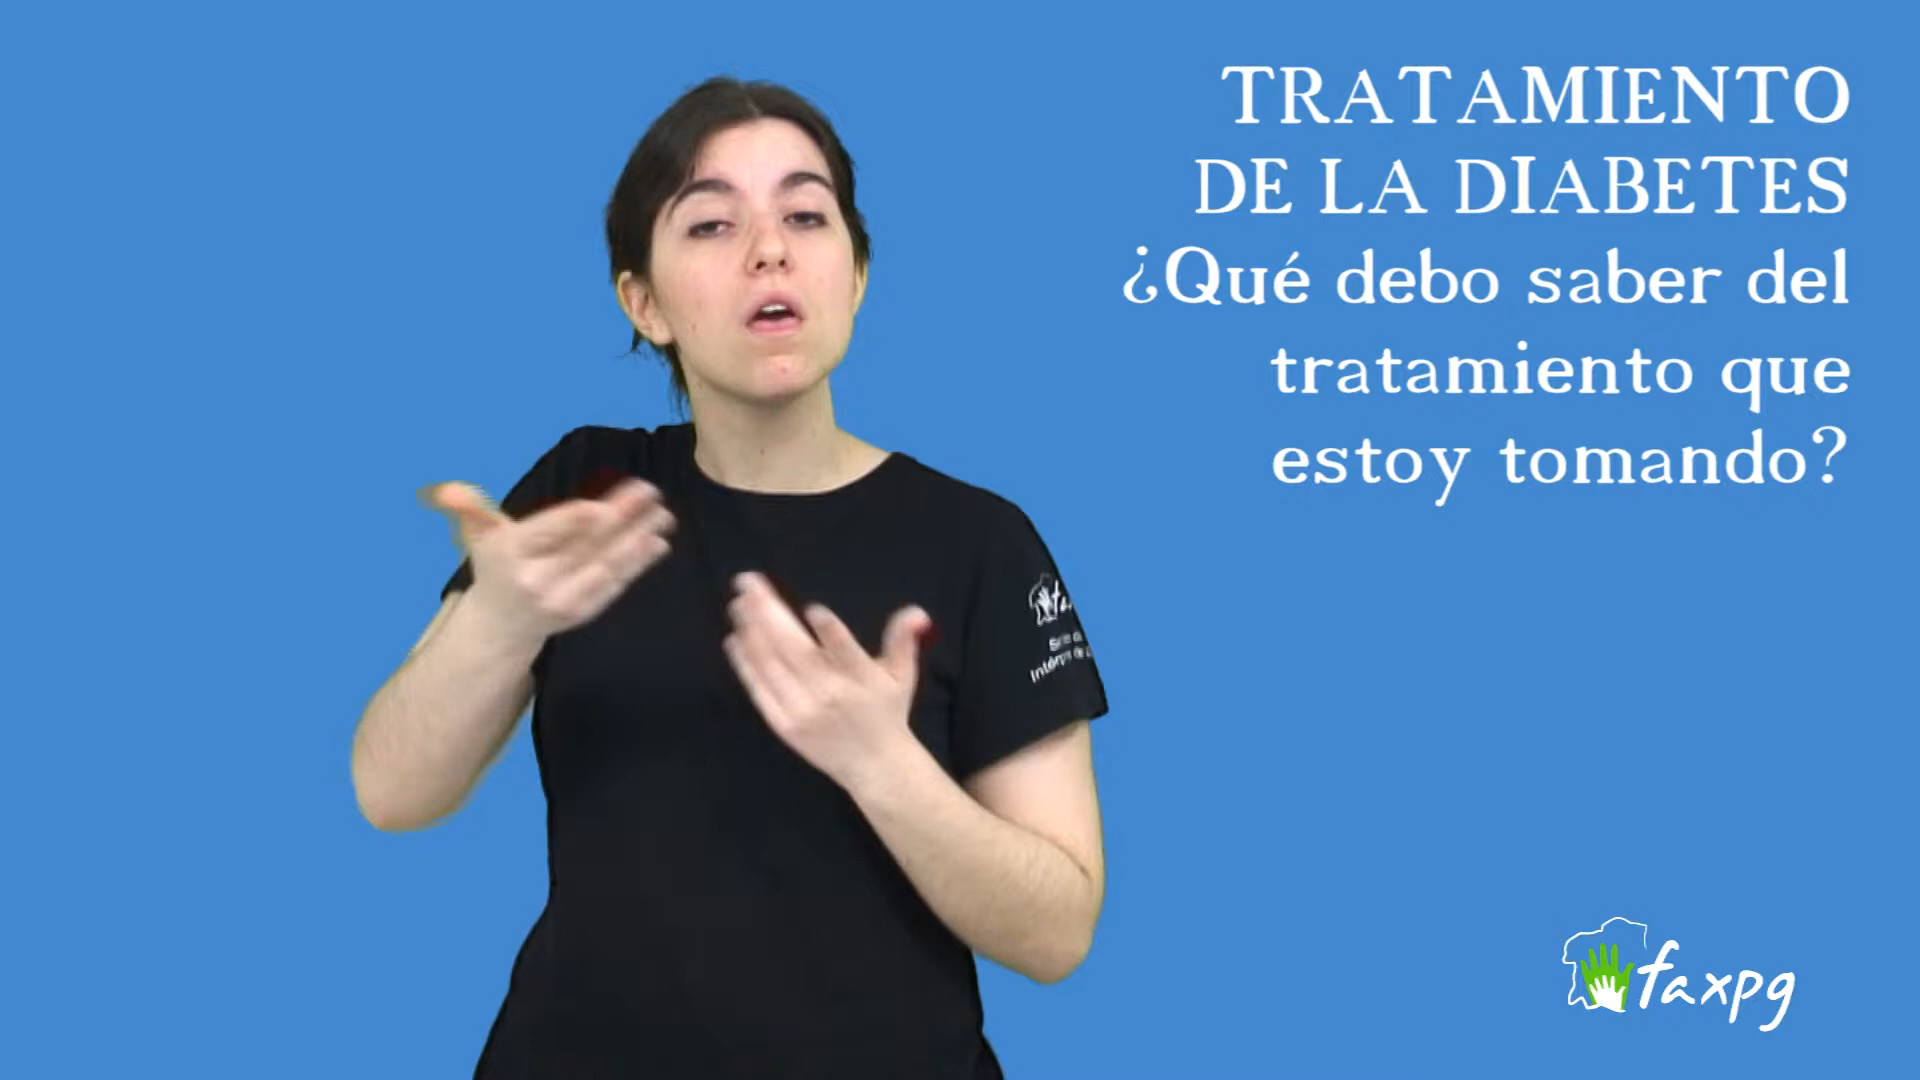 TRATAMIENTO
DE LA DIABETES
¿Qué debo saber del
tratamiento que
estoy tomando?
faxpg